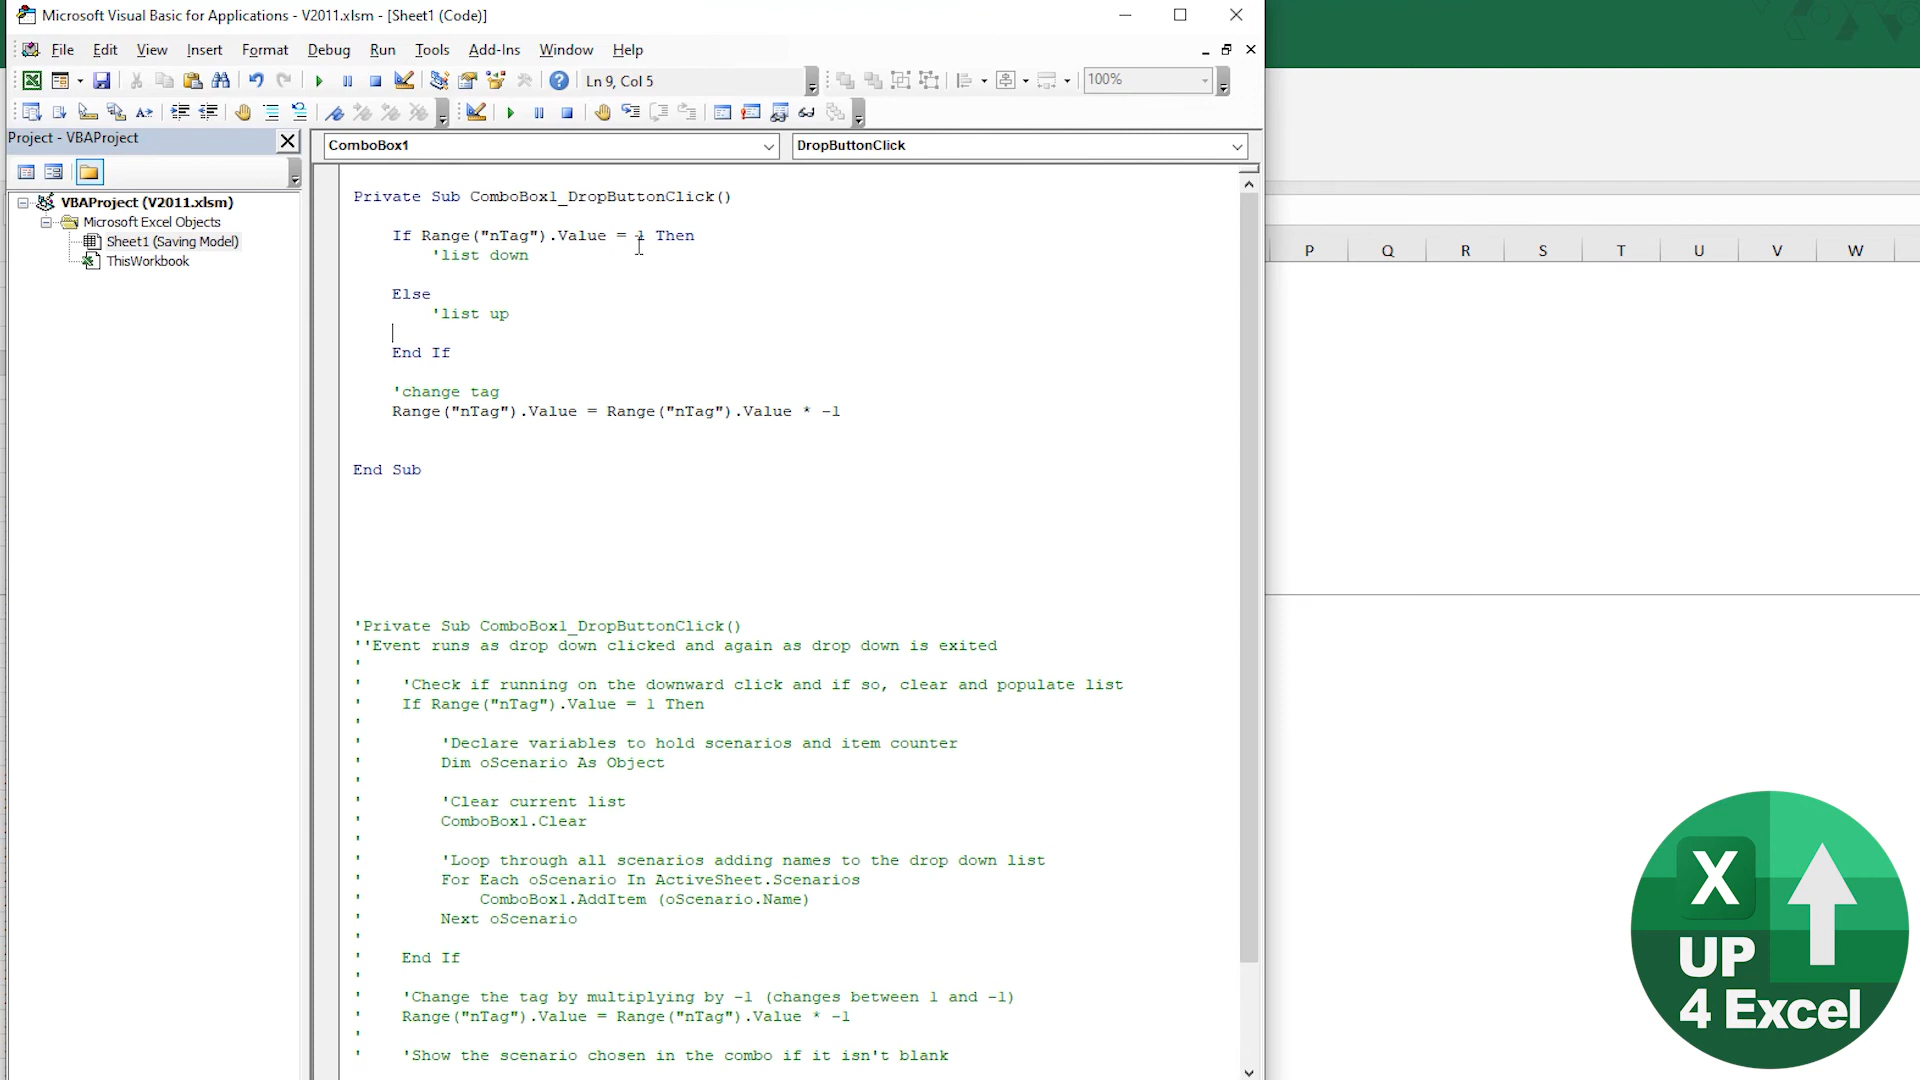 Microsoft Visual Basic for Applications - V2011.xlsm - [Sheet1 (Code)]
File Edit View Insert Format Debug Run Tools Add-Ins Window Help
Ln 9, Col 5
100%
Project - VBAProject
ComboBox1
DropButtonClick
VBAProject (V2011.xlsm)
Microsoft Excel Objects
Sheet1 (Saving Model)
ThisWorkbook
Private Sub ComboBox1_DropButtonClick()
If Range("nTag").Value = 1 Then
'list down
Else
'list up
End If
'change tag
Range("nTag").Value = Range("nTag").Value * -1
End Sub
'Private Sub ComboBox1_DropButtonClick()
''Event runs as drop down clicked and again as drop down is exited
'
' 'Check if running on the downward click and if so, clear and populate list
' If Range("nTag").Value = 1 Then
'
' 'Declare variables to hold scenarios and item counter
' Dim oScenario As Object
'
' 'Clear current list
' ComboBox1.Clear
'
' 'Loop through all scenarios adding names to the drop down list
' For Each oScenario In ActiveSheet.Scenarios
' ComboBox1.AddItem (oScenario.Name)
' Next oScenario
'
' End If
'
' 'Change the tag by multiplying by -1 (changes between 1 and -1)
' Range("nTag").Value = Range("nTag").Value * -1
'
' 'Show the scenario chosen in the combo if it isn't blank
P Q R S T U V W
X
UP
4 Excel